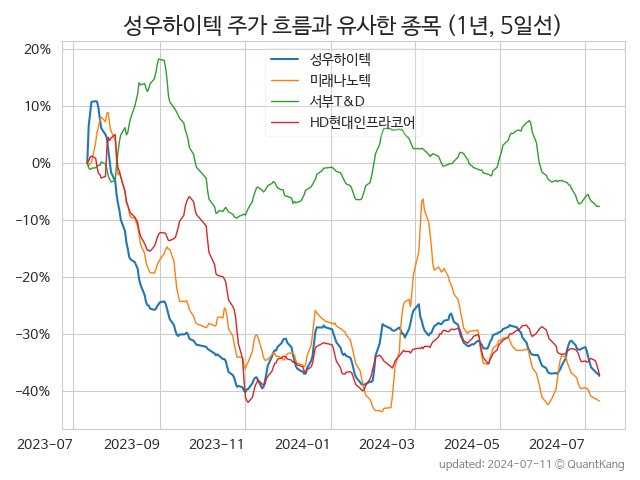 성우하이텍 주가 흐름과 유사한 종목 (1년, 5일선)
성우하이텍
미래나노텍
서부T&D
HD현대인프라코어
20%
10%
0%
−10%
−20%
−30%
−40%
2023-07
2023-09
2023-11
2024-01
2024-03
2024-05
2024-07
updated: 2024-07-11 © QuantKang